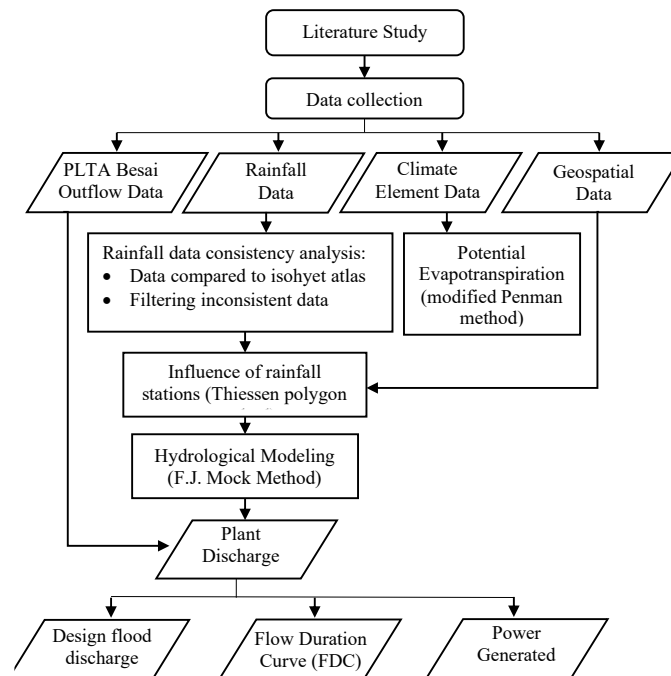 Literature Study
Data collection
PLTA Besai
Outflow Data
Rainfall
Data
Climate
Element Data
Geospatial
Data
Rainfall data consistency analysis:
• Data compared to isohyet atlas
• Filtering inconsistent data
Potential
Evapotranspiration
(modified Penman
method)
Influence of rainfall
stations (Thiessen polygon
Hydrological Modeling
(F.J. Mock Method)
Plant
Discharge
Design flood
discharge
Flow Duration
Curve (FDC)
Power
Generated